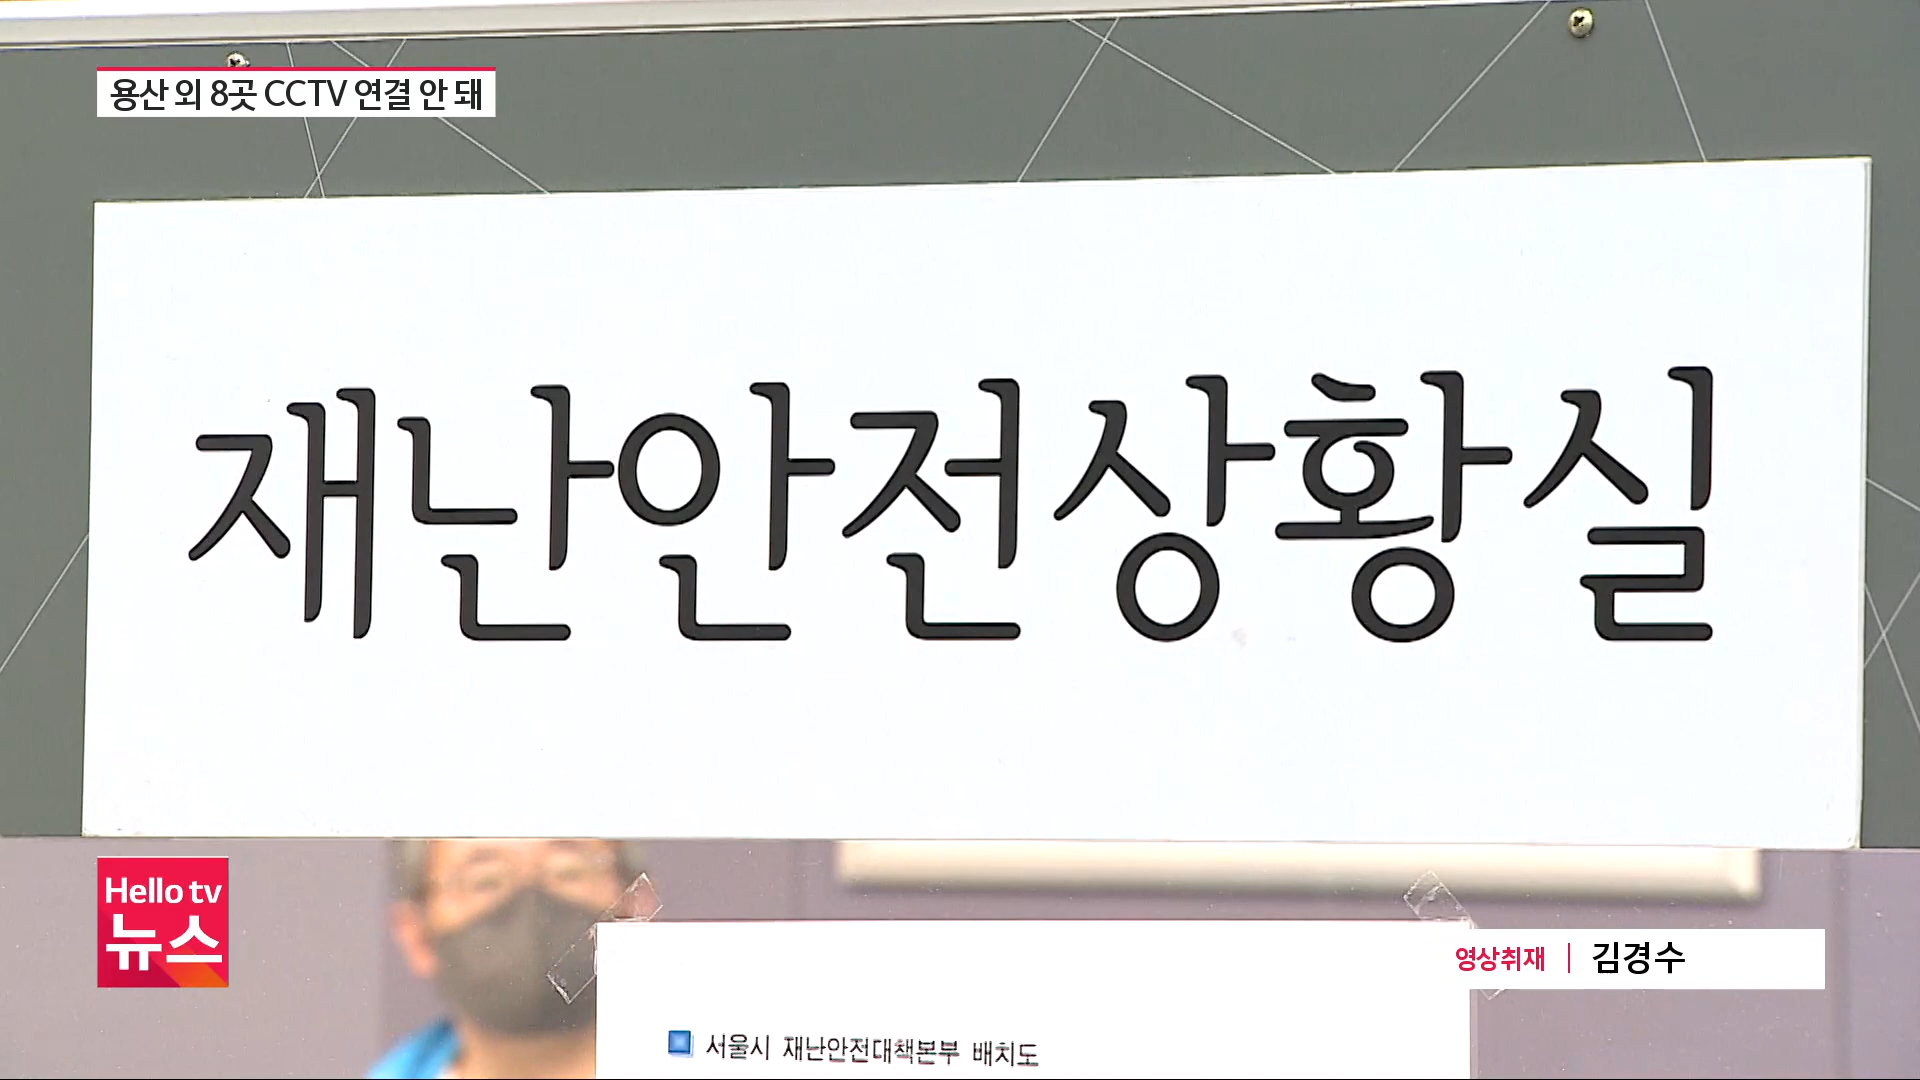 용산 외 8곳 CCTV 연결 안 돼
재난안전상황실
Hello tv
뉴스
영상취재 | 김경수
서울시 재난안전대책본부 배치도